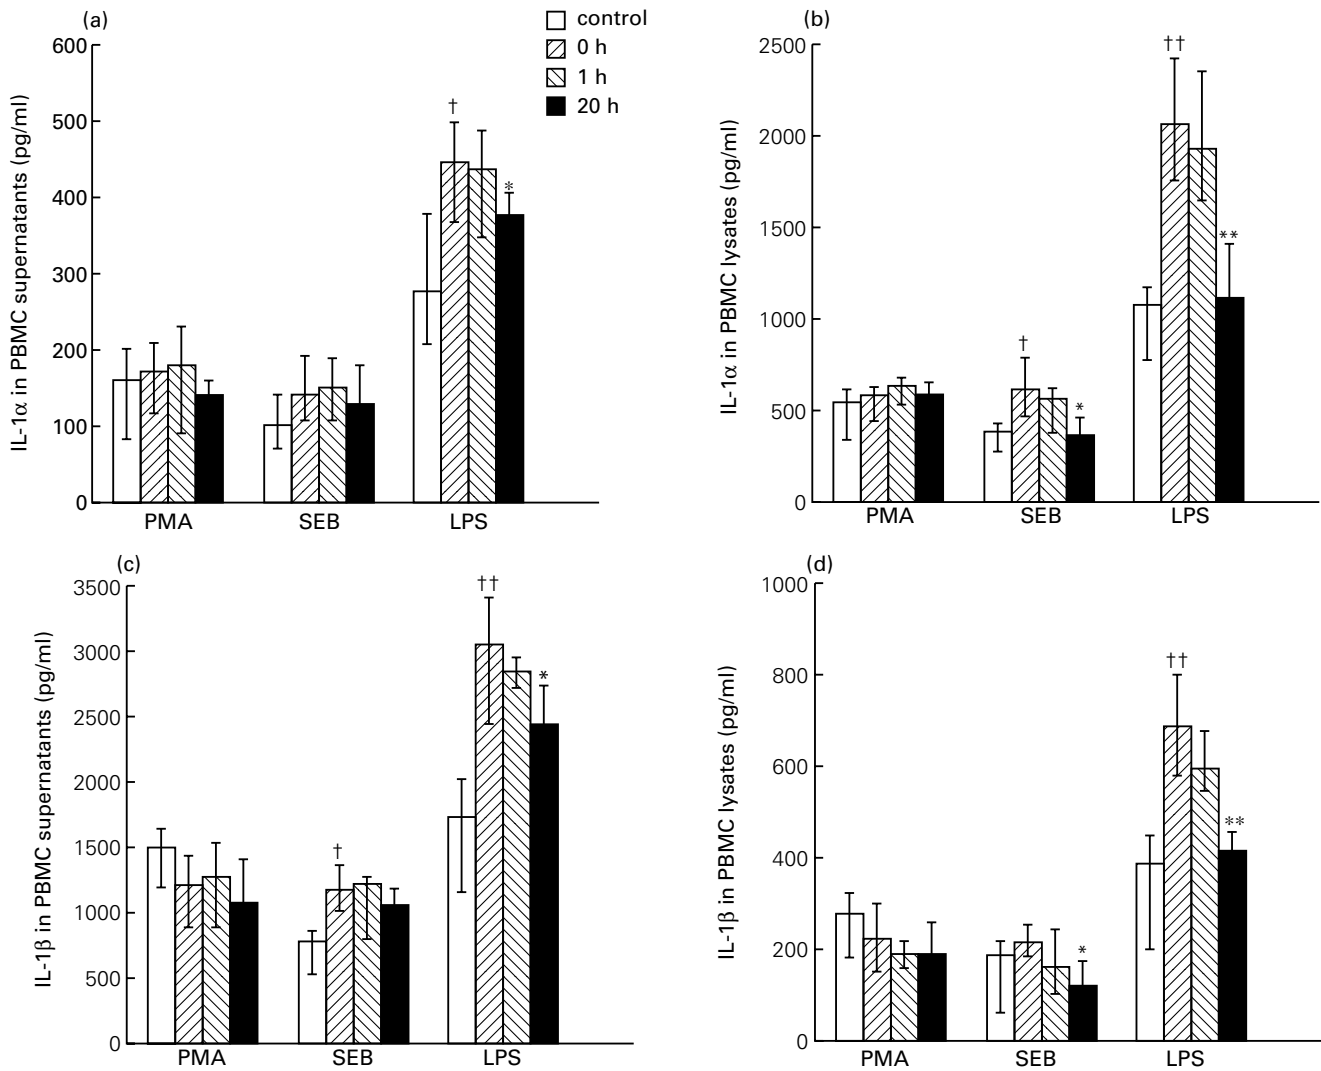 (a)
control
0 h
1 h
20 h
IL-1α in PBMC supernatants (pg/ml)
600
500
400
300
200
100
0
†
*
PMA SEB LPS
(b)
IL-1α in PBMC lysates (pg/ml)
2500
2000
1500
1000
500
0
††
**
†
*
PMA SEB LPS
(c)
IL-1β in PBMC supernatants (pg/ml)
3500
3000
2500
2000
1500
1000
500
0
††
*
†
PMA SEB LPS
(d)
IL-1β in PBMC lysates (pg/ml)
1000
800
600
400
200
0
††
**
*
PMA SEB LPS